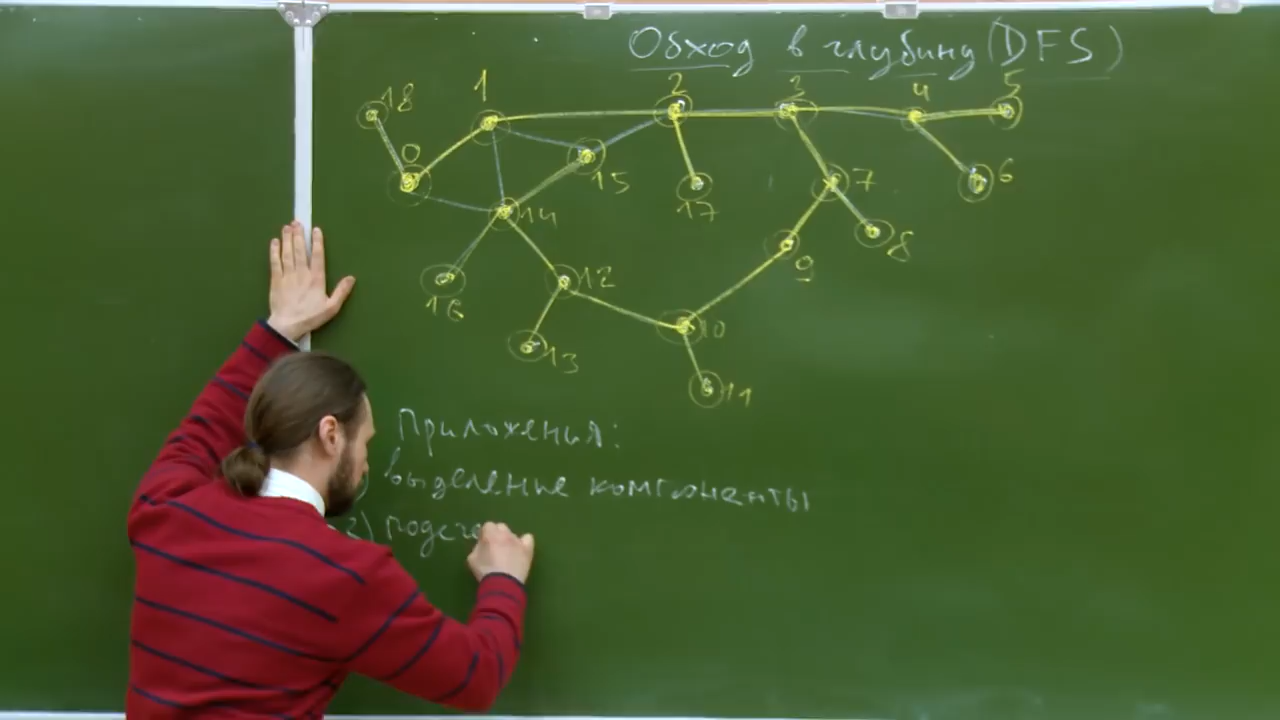 Обход в глубину (DFS)
18 1 2 3 4 5
0 15 17 7 6
14 8
16 12 9
13 10
11
Приложения:
) выделение компоненты
2) подсче